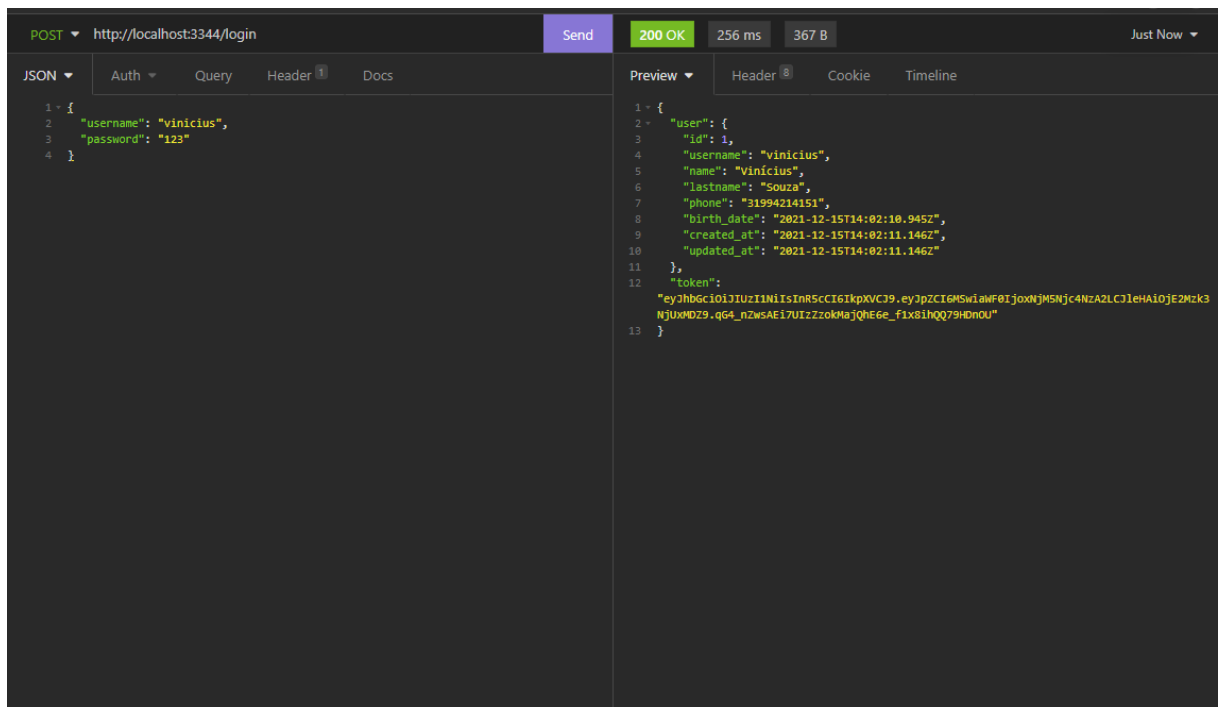 POST http://localhost:3344/login Send 200 OK 256 ms 367 B Just Now
JSON Auth Query Header 1 Docs
1 {
2 "username": "vinicius",
3 "password": "123"
4 }
Preview Header 8 Cookie Timeline
1 {
2 "user": {
3 "id": 1,
4 "username": "vinicius",
5 "name": "Vinícius",
6 "lastname": "Souza",
7 "phone": "31994214151",
8 "birth_date": "2021-12-15T14:02:10.945Z",
9 "created_at": "2021-12-15T14:02:11.146Z",
10 "updated_at": "2021-12-15T14:02:11.146Z"
11 },
12 "token":
"eyJhbGciOiJIUzI1NiIsInR5cCI6IkpXVCJ9.eyJpZCI6MSwiaWF0IjoxNjM5Njc4NzA2LCJleHAiOjE2Mzk3
NjUxMDZ9.qG4_nZwsAEi7UIzZzokMajQhE6e_f1x8ihQQ79HDnOU"
13 }